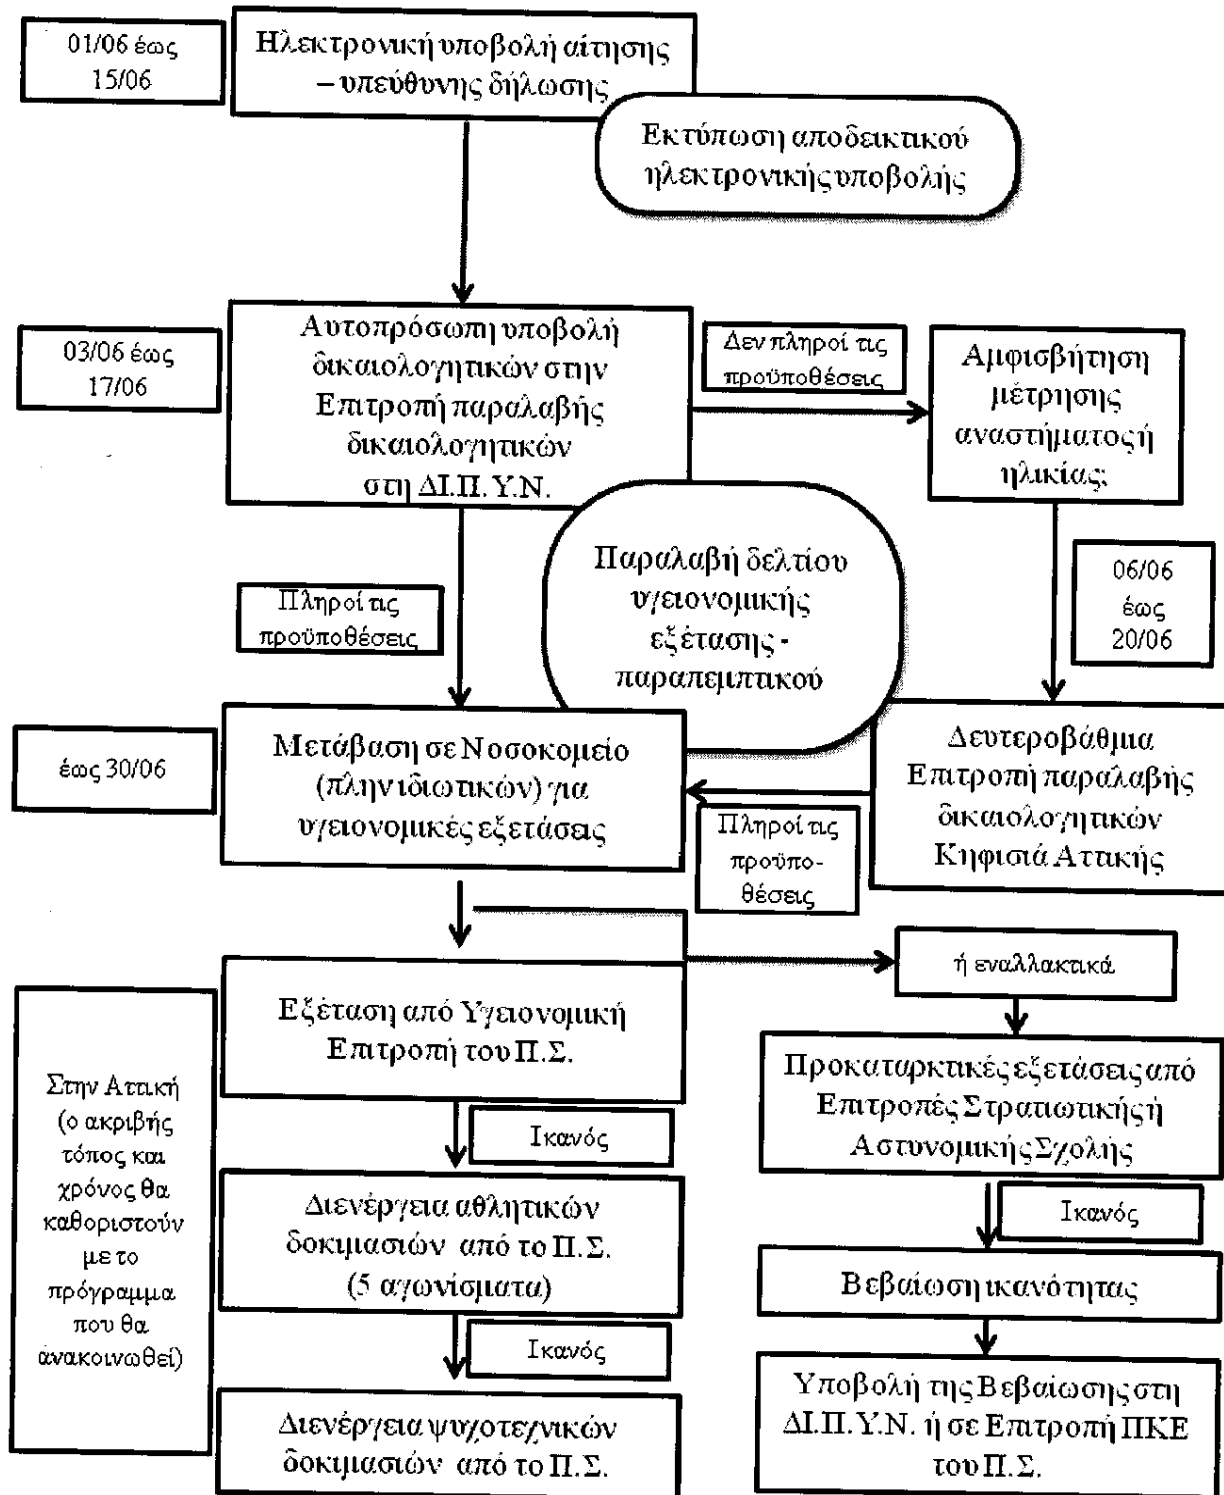 01/06 έως
15/06
Ηλεκτρονική υποβολή αίτησης
– υπεύθυνης δήλωσης
Εκτύπωση αποδεικτικού
ηλεκτρονικής υποβολής
03/06 έως
17/06
Αυτοπρόσωπη υποβολή
δικαιολογητικών στην
Επιτροπή παραλαβής
δικαιολογητικών
στη ΔΙ.Π.Υ.Ν.
Δεν πληροί τις
προϋποθέσεις
Αμφισβήτηση
μέτρησης
αναστήματος ή
ηλικίας;
Πληροί τις
προϋποθέσεις
Παραλαβή δελτίου
υγειονομικής
εξέτασης -
παραπεμπτικού
06/06
έως
20/06
έως 30/06
Μετάβαση σε Νοσοκομείο
(πλην ιδιωτικών) για
υγειονομικές εξετάσεις
Πληροί τις
προϋπο-
θέσεις
Δευτεροβάθμια
Επιτροπή παραλαβής
δικαιολογητικών
Κηφισιά Αττικής
ή εναλλακτικά
Στην Αττική
(ο ακριβής
τόπος και
χρόνος θα
καθοριστούν
με το
πρόγραμμα
που θα
ανακοινωθεί)
Εξέταση από Υγειονομική
Επιτροπή του Π.Σ.
Ικανός
Διενέργεια αθλητικών
δοκιμασιών από το Π.Σ.
(5 αγωνίσματα)
Ικανός
Διενέργεια ψυχοτεχνικών
δοκιμασιών από το Π.Σ.
Προκαταρκτικές εξετάσεις από
Επιτροπές Στρατιωτικής ή
Αστυνομικής Σχολής
Ικανός
Βεβαίωση ικανότητας
Υποβολή της Βεβαίωσης στη
ΔΙ.Π.Υ.Ν. ή σε Επιτροπή ΠΚΕ
του Π.Σ.